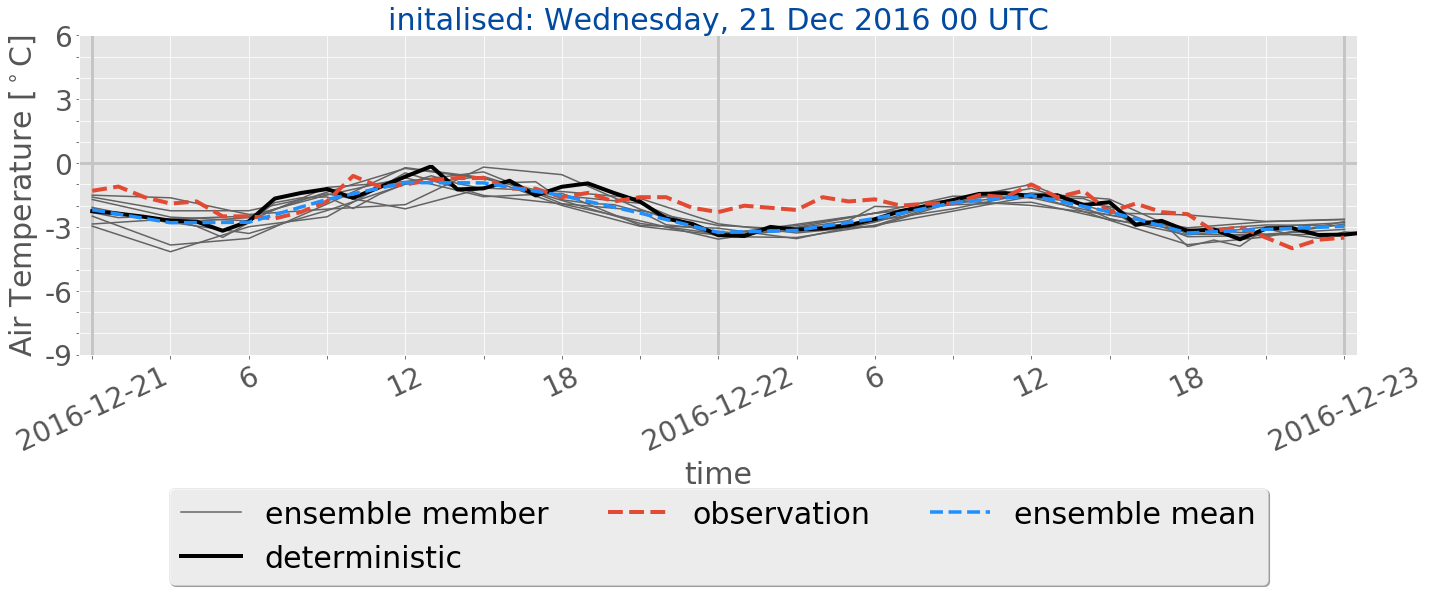 initalised: Wednesday, 21 Dec 2016 00 UTC
Air Temperature [°C]
6
3
0
-3
-6
-9
2016-12-21
6
12
18
2016-12-22
6
12
18
2016-12-23
time
ensemble member
observation
ensemble mean
deterministic